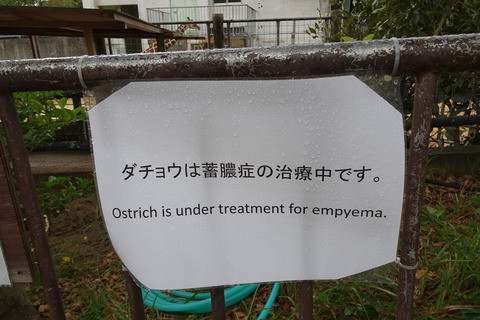 ダチョウは蓄膿症の治療中です。
Ostrich is under treatment for empyema.